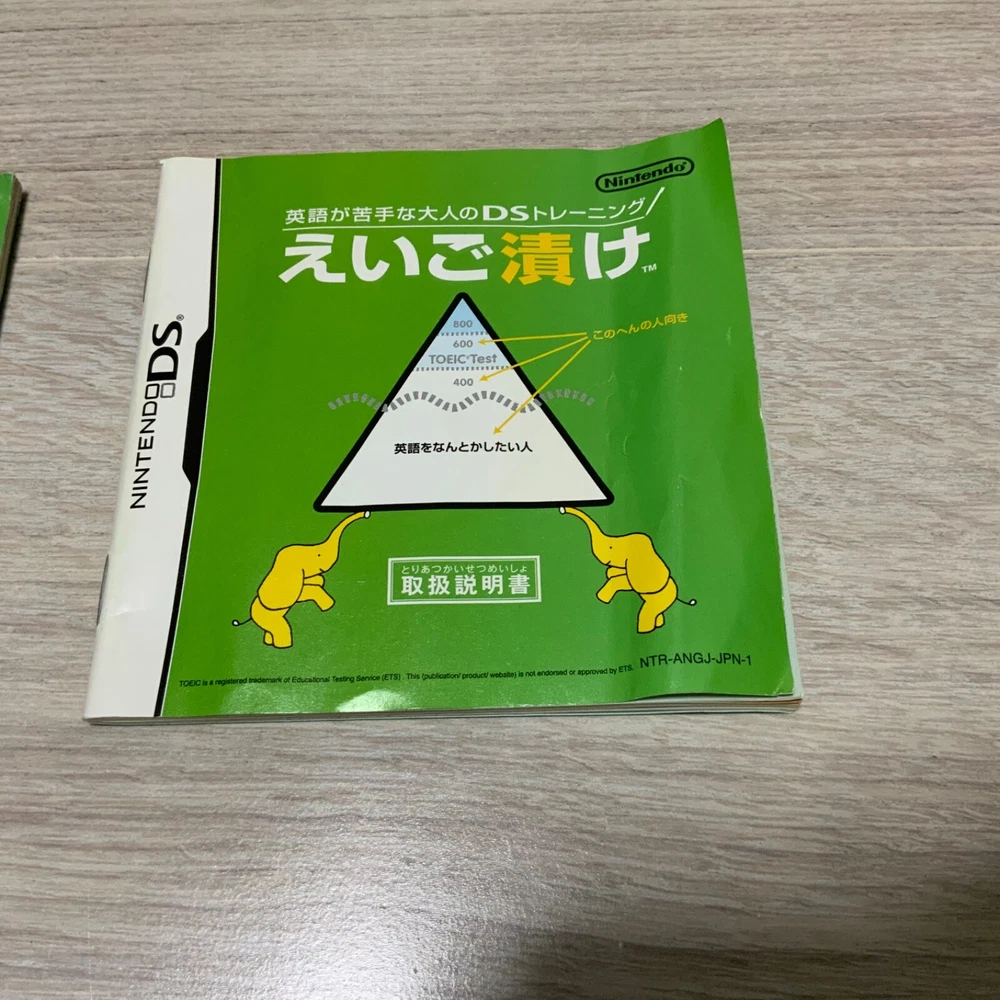 Nintendo®
英語が苦手な大人のDSトレーニング
えいご漬け™
800
600
TOEIC® Test
400
このへんの人向き
英語をなんとかしたい人
とりあつかいせつめいしょ
取扱説明書
NINTENDO DS®
NTR-ANGJ-JPN-1
TOEIC is a registered trademark of Educational Testing Service (ETS). This (publication/ product/ website) is not endorsed or approved by ETS.